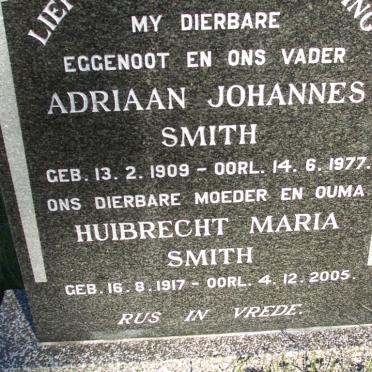 MY DIERBARE
EGGENOOT EN ONS VADER
ADRIAAN JOHANNES
SMITH
GEB. 13. 2. 1909 - OORL. 14. 6. 1977.
ONS DIERBARE MOEDER EN OUMA
HUIBRECHT MARIA
SMITH
GEB. 16. 8. 1917 - OORL. 4. 12. 2005.
RUS IN VREDE.